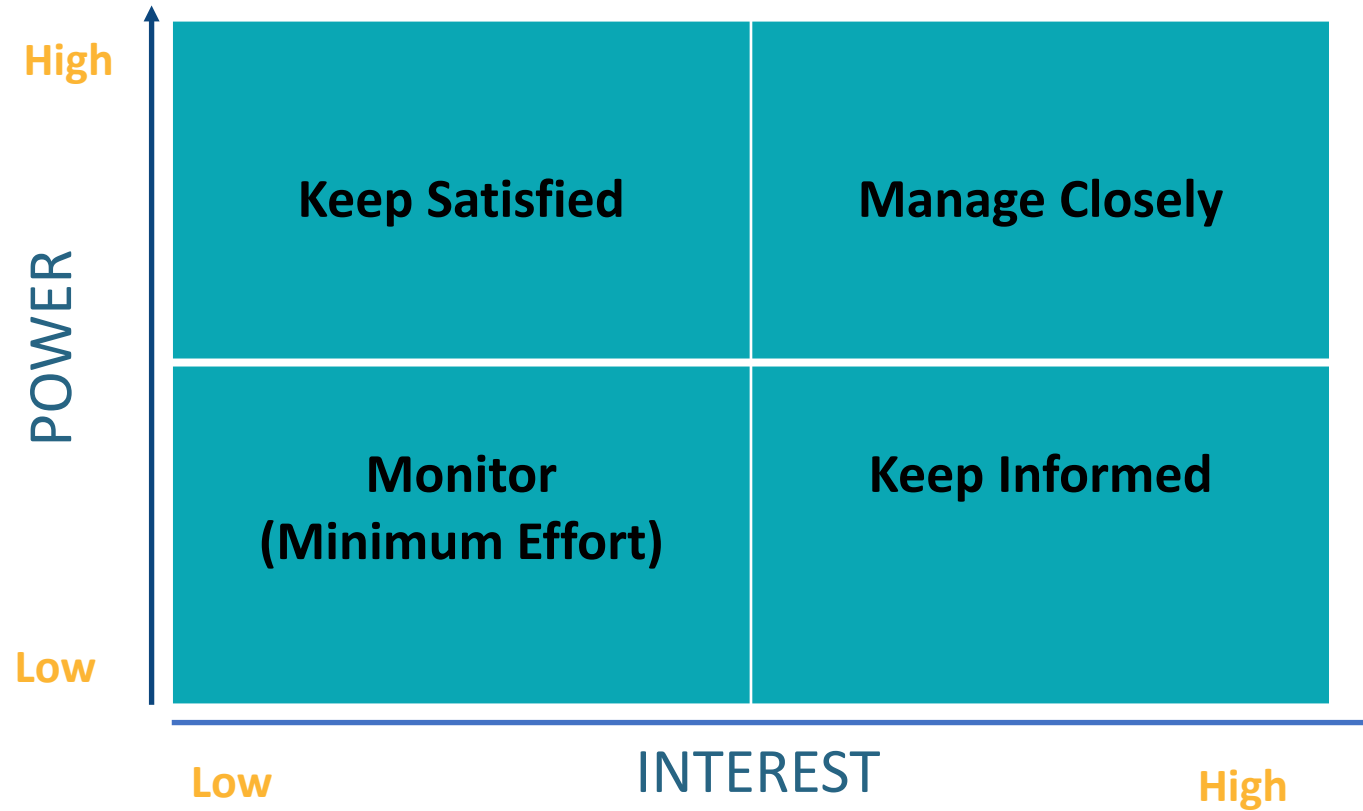 High
Keep Satisfied
Manage Closely
POWER
Monitor
(Minimum Effort)
Keep Informed
Low
Low
INTEREST
High